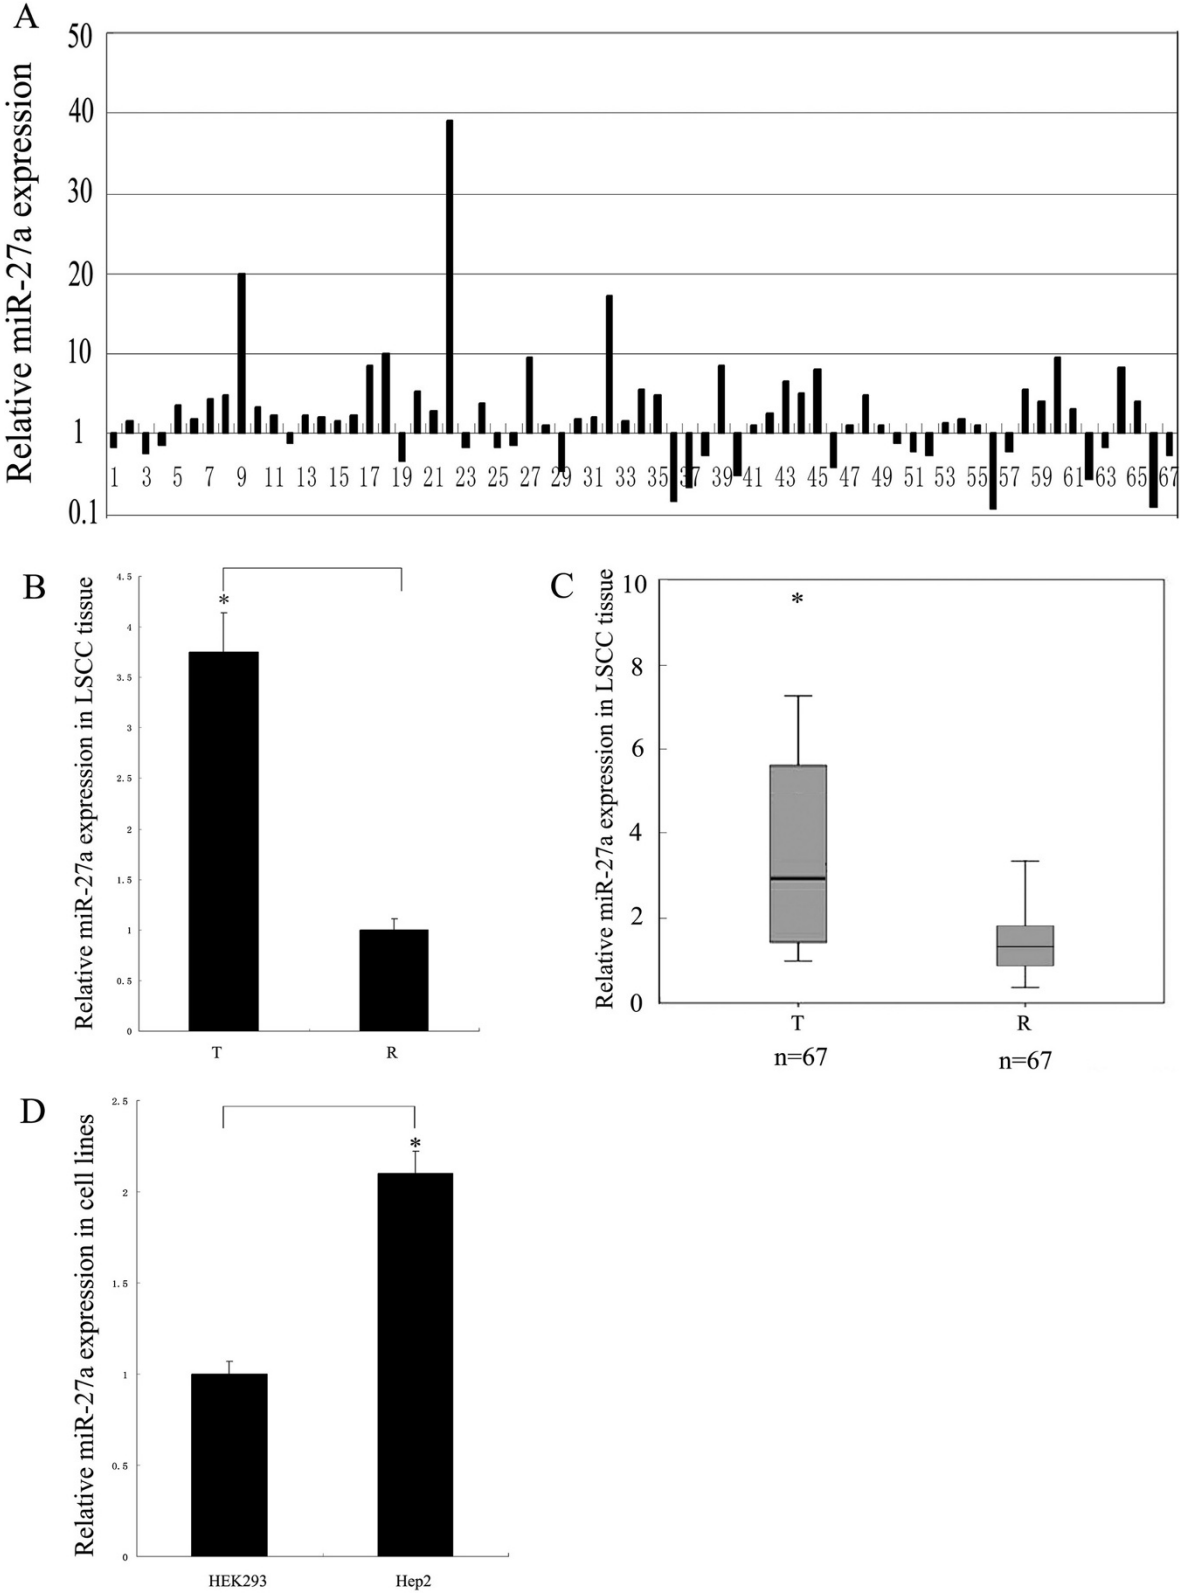 A
Relative miR-27a expression
50
40
30
20
10
1
0.1
1 3 5 7 9 11 13 15 17 19 21 23 25 27 29 31 33 35 37 39 41 43 45 47 49 51 53 55 57 59 61 63 65 67
B
Relative miR-27a expression in LSCC tissue
4.5
4
3.5
3
2.5
2
1.5
1
0.5
0
*
T R
C
Relative miR-27a expression in LSCC tissue
10
8
6
4
2
0
*
T R
n=67 n=67
D
Relative miR-27a expression in cell lines
2.5
2
1.5
1
0.5
0
*
HEK293 Hep2